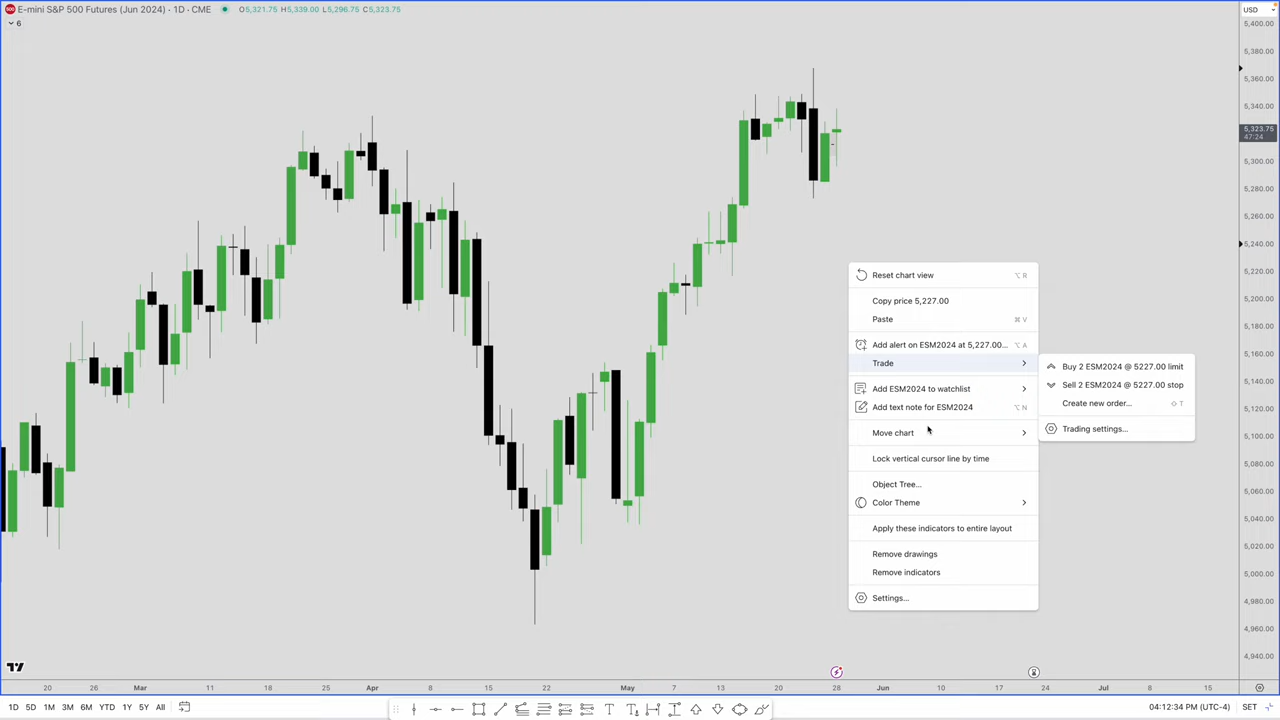 E-mini S&P 500 Futures (Jun 2024) · 1D · CME O5,321.75 H5,339.00 L5,296.75 C5,323.75
6
USD
5,400.00
5,380.00
5,360.00
5,340.00
5,323.75
47:24
5,300.00
5,280.00
5,260.00
5,240.00
5,220.00
5,200.00
5,180.00
5,160.00
5,140.00
5,120.00
5,100.00
5,080.00
5,060.00
5,040.00
5,020.00
5,000.00
4,980.00
4,960.00
4,940.00
Reset chart view ⌥ R
Copy price 5,227.00
Paste ⌘ V
Add alert on ESM2024 at 5,227.00... ⌥ A
Trade
Add ESM2024 to watchlist
Add text note for ESM2024 ⌥ N
Move chart
Lock vertical cursor line by time
Object Tree...
Color Theme
Apply these indicators to entire layout
Remove drawings
Remove indicators
Settings...
Buy 2 ESM2024 @ 5227.00 limit
Sell 2 ESM2024 @ 5227.00 stop
Create new order... ⇧ T
Trading settings...
20 26 Mar 11 18 25 Apr 8 15 22 May 7 13 20 28 Jun 10 17 24 Jul 8 15
1D 5D 1M 3M 6M YTD 1Y 5Y All
04:12:34 PM (UTC-4) SET